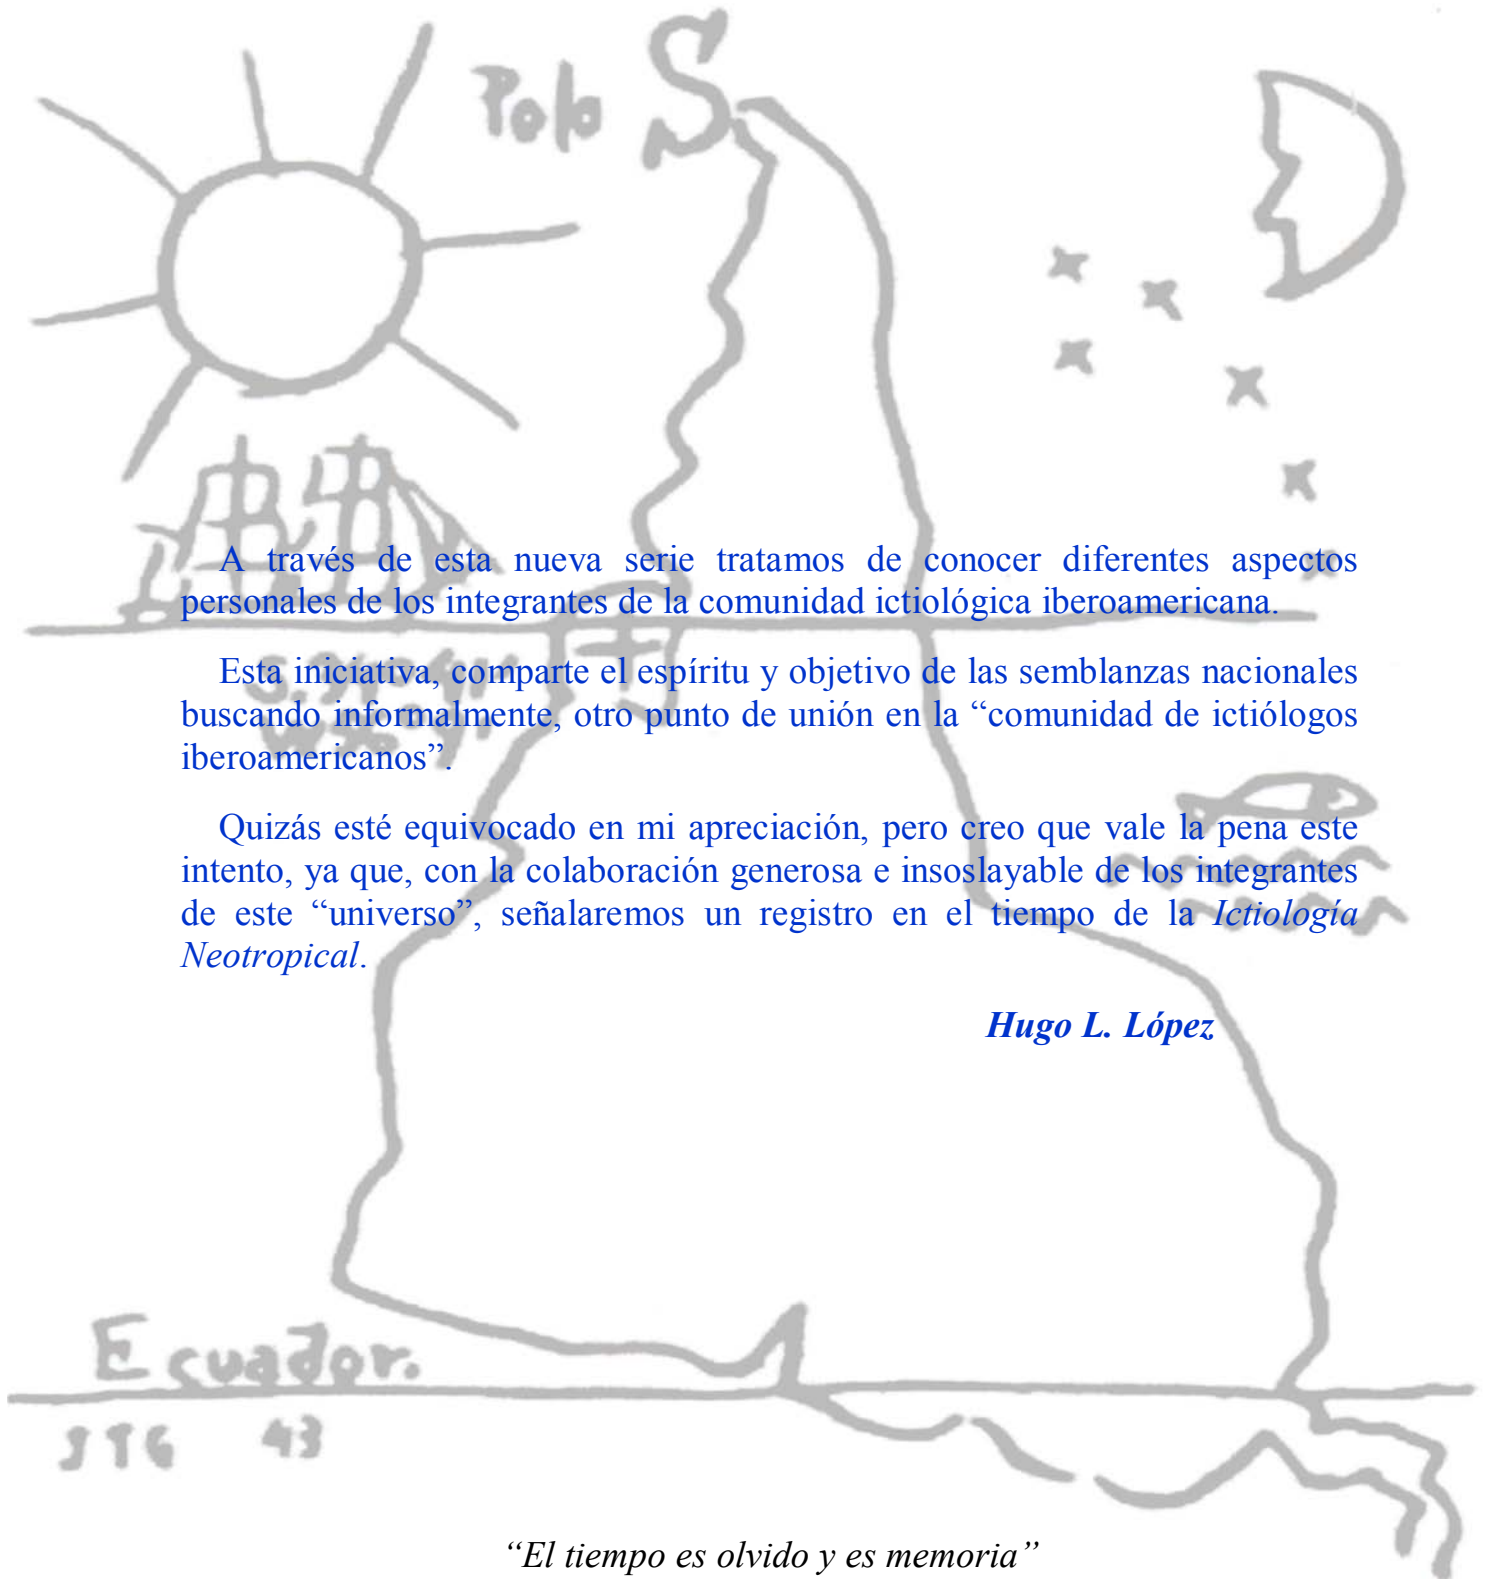 Polo S
A través de esta nueva serie tratamos de conocer diferentes aspectos
personales de los integrantes de la comunidad ictiológica iberoamericana.
Esta iniciativa, comparte el espíritu y objetivo de las semblanzas nacionales
buscando informalmente, otro punto de unión en la “comunidad de ictiólogos
iberoamericanos”.
Quizás esté equivocado en mi apreciación, pero creo que vale la pena este
intento, ya que, con la colaboración generosa e insoslayable de los integrantes
de este “universo”, señalaremos un registro en el tiempo de la Ictiología
Neotropical.
Hugo L. López
Ecuador.
JTG 43
“El tiempo es olvido y es memoria”